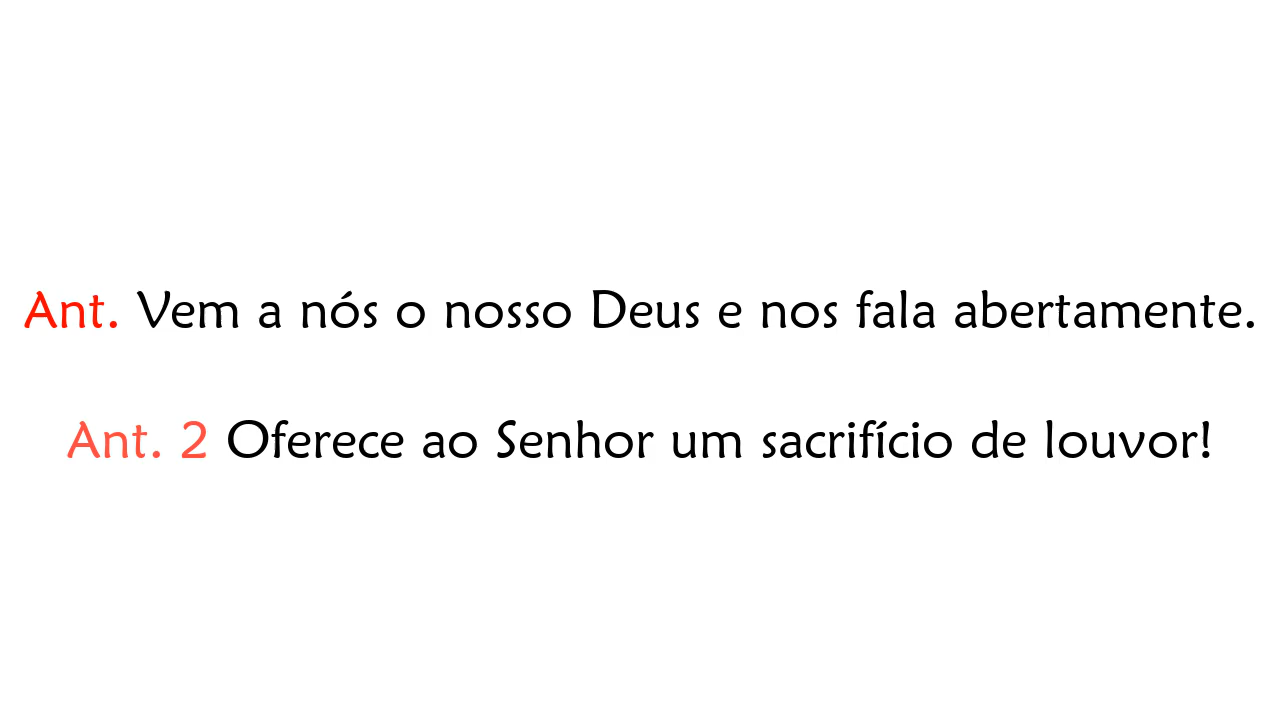 Ant. Vem a nós o nosso Deus e nos fala abertamente.
Ant. 2 Oferece ao Senhor um sacrifício de louvor!